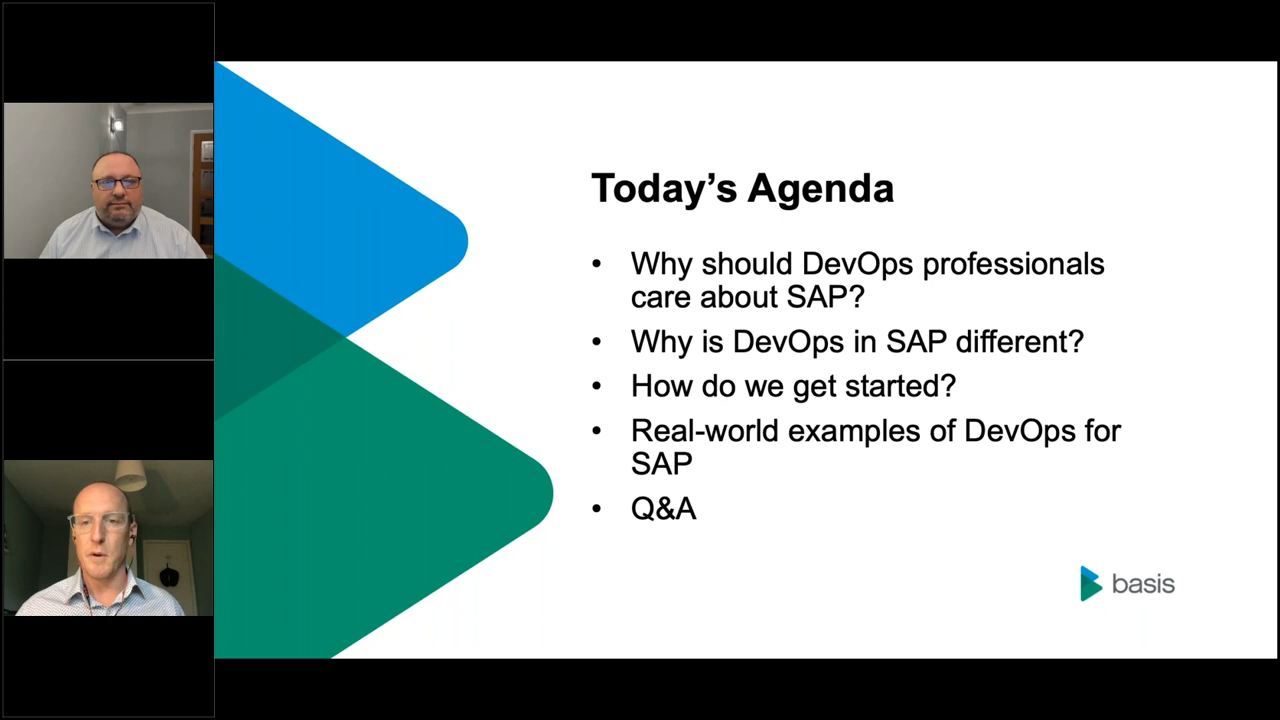 Today’s Agenda
• Why should DevOps professionals
care about SAP?
• Why is DevOps in SAP different?
• How do we get started?
• Real-world examples of DevOps for
SAP
• Q&A
basis